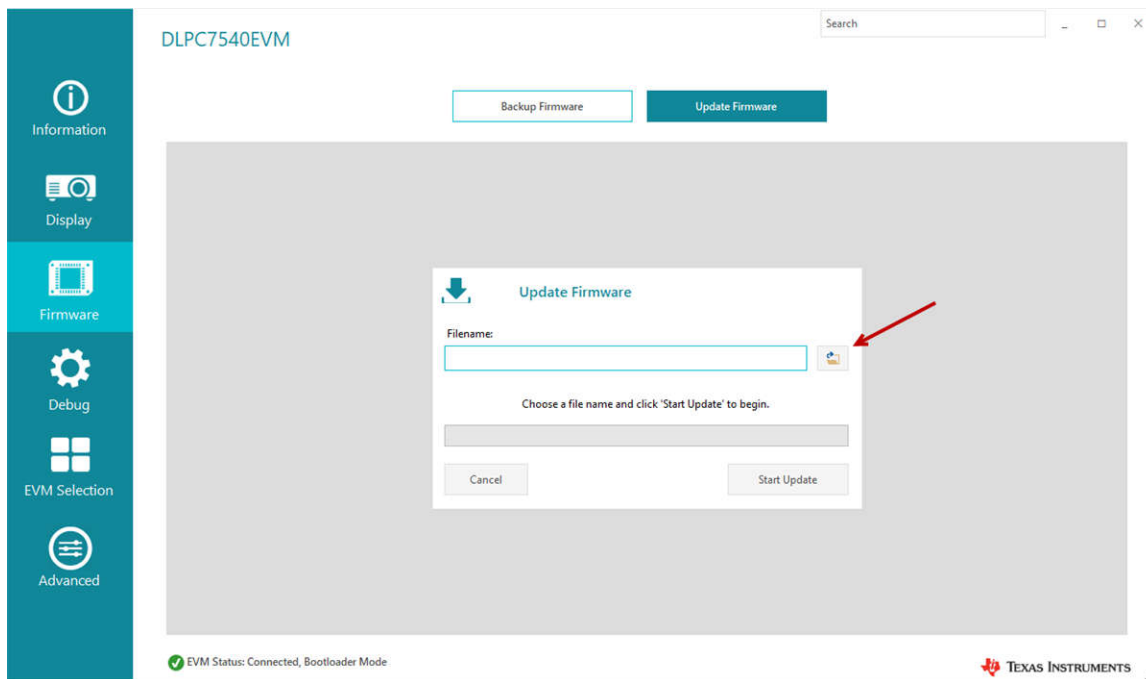 Search
DLPC7540EVM
Backup Firmware
Update Firmware
Information
Display
Firmware
Debug
EVM Selection
Advanced
Update Firmware
Filename:
Choose a file name and click 'Start Update' to begin.
Cancel
Start Update
EVM Status: Connected, Bootloader Mode
TEXAS INSTRUMENTS